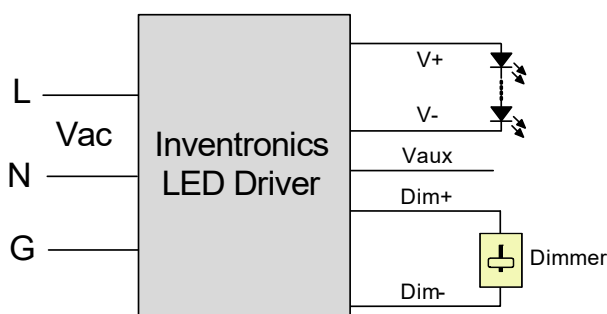 L
Vac
N
G
Inventronics
LED Driver
V+
V-
Vaux
Dim+
Dimmer
Dim-